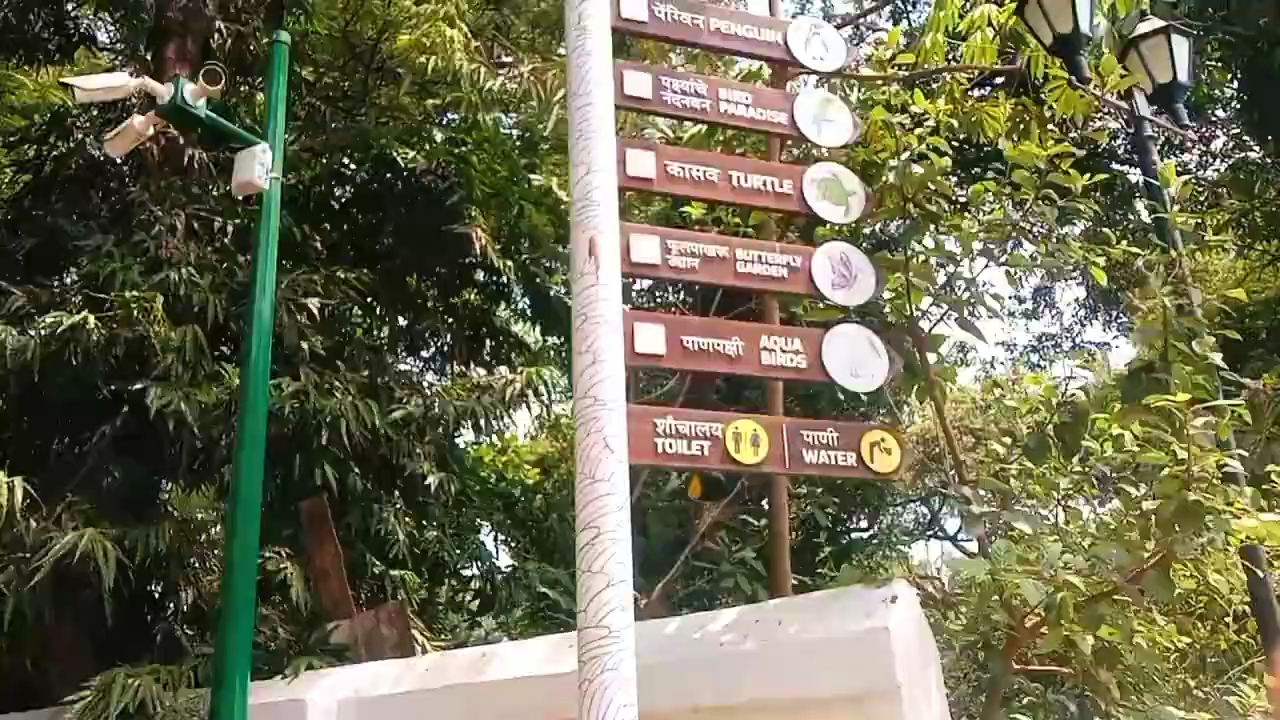 पेंग्विन PENGUIN
पक्ष्यांचे BIRD
नंदनवन PARADISE
कासव TURTLE
फुलपाखरू BUTTERFLY
उद्यान GARDEN
पाणपक्षी AQUA
BIRDS
शौचालय
TOILET
पाणी
WATER